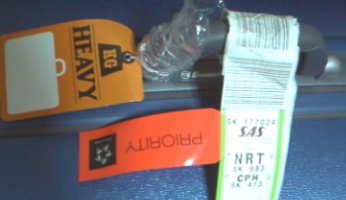 KG
HEAVY
PRIORITY
SK 177024
SAS
NRT
SK 983
CPH
SK 473